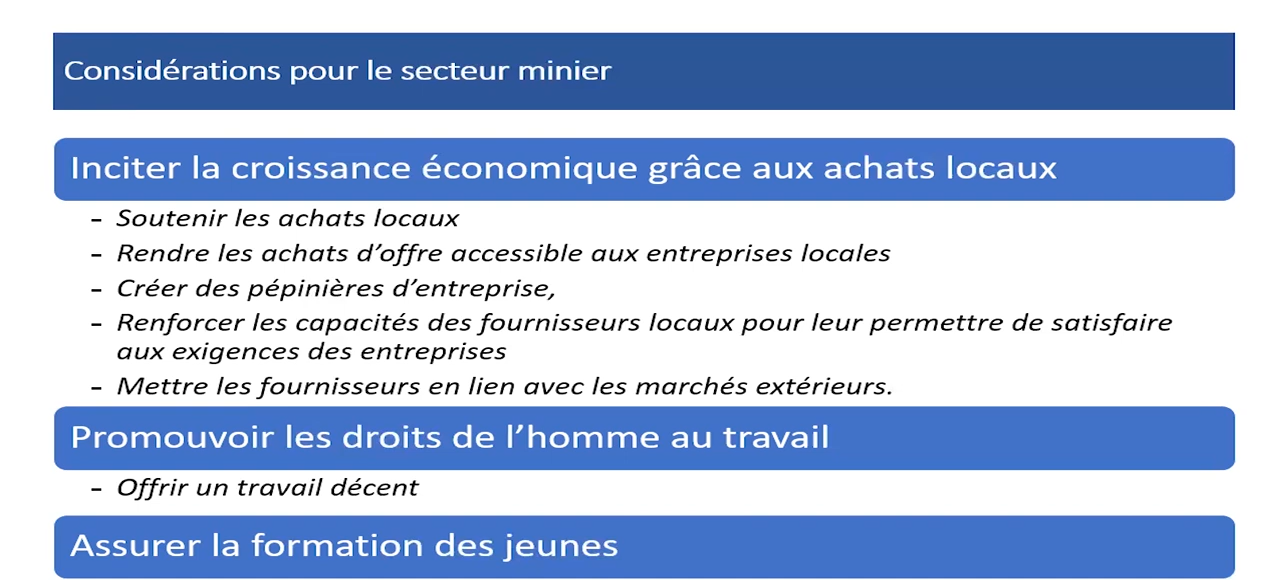 Considérations pour le secteur minier
Inciter la croissance économique grâce aux achats locaux
- Soutenir les achats locaux
- Rendre les achats d’offre accessible aux entreprises locales
- Créer des pépinières d’entreprise,
- Renforcer les capacités des fournisseurs locaux pour leur permettre de satisfaire
aux exigences des entreprises
- Mettre les fournisseurs en lien avec les marchés extérieurs.
Promouvoir les droits de l’homme au travail
- Offrir un travail décent
Assurer la formation des jeunes